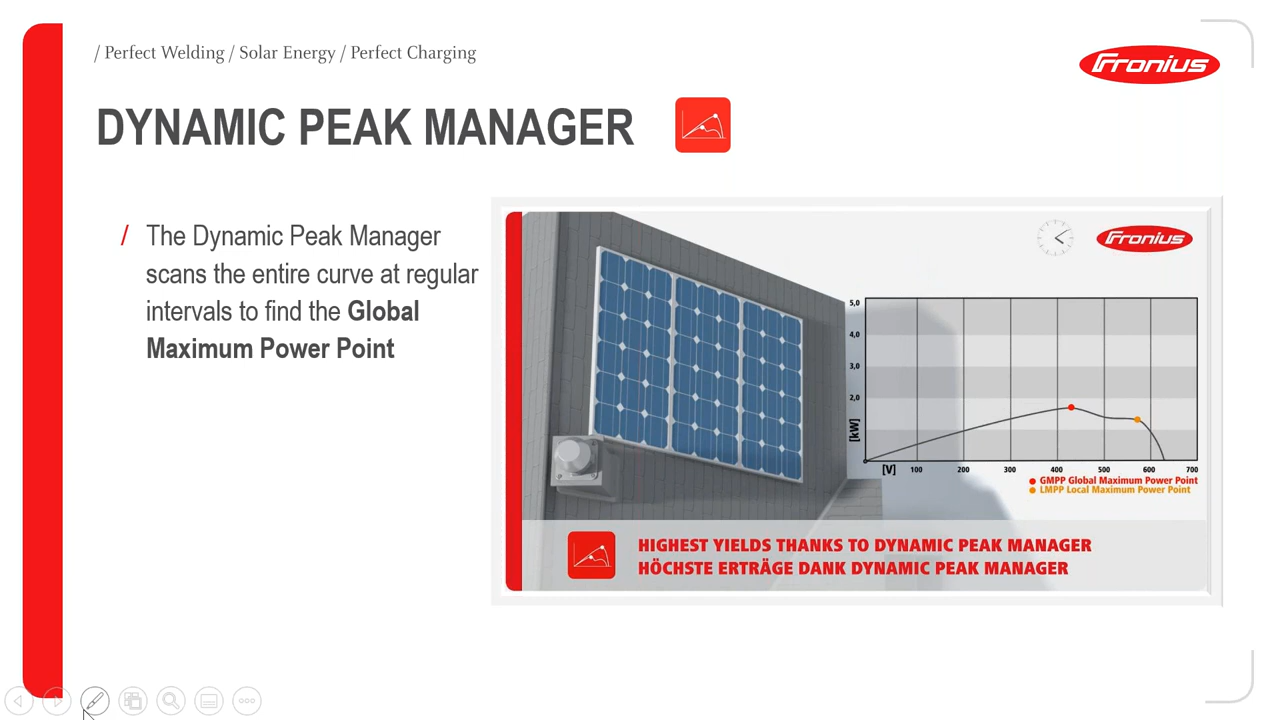 / Perfect Welding / Solar Energy / Perfect Charging
Fronius
DYNAMIC PEAK MANAGER
/ The Dynamic Peak Manager
scans the entire curve at regular
intervals to find the Global
Maximum Power Point
Fronius
5,0
4,0
3,0
2,0
[kW]
[V] 100 200 300 400 500 600 700
GMPP Global Maximum Power Point
LMPP Local Maximum Power Point
HIGHEST YIELDS THANKS TO DYNAMIC PEAK MANAGER
HÖCHSTE ERTRÄGE DANK DYNAMIC PEAK MANAGER